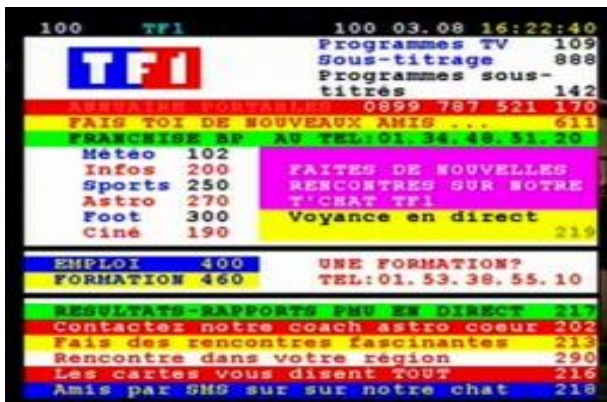 100 TF1 100 03.08 16:22:40
TF1
Programmes TV 109
Sous-titrage 888
Programmes sous-
titrés 142
ANNUAIRE PORTABLES 0899 787 521 170
FAIS TOI DE NOUVEAUX AMIS ... 611
FRANCHISE BP AU TEL:01.34.48.51.20
Météo 102
Infos 200
Sports 250
Astro 270
Foot 300
Ciné 190
FAITES DE NOUVELLES
RENCONTRES SUR NOTRE
T'CHAT TF1
Voyance en direct
219
EMPLOI 400
FORMATION 460
UNE FORMATION?
TEL:01.53.38.55.10
RESULTATS-RAPPORTS PMU EN DIRECT 217
Contactez notre coach astro coeur 202
Fais des rencontres fascinantes 213
Rencontre dans votre région 290
Les cartes vous disent TOUT 216
Amis par SMS sur sur notre chat 218